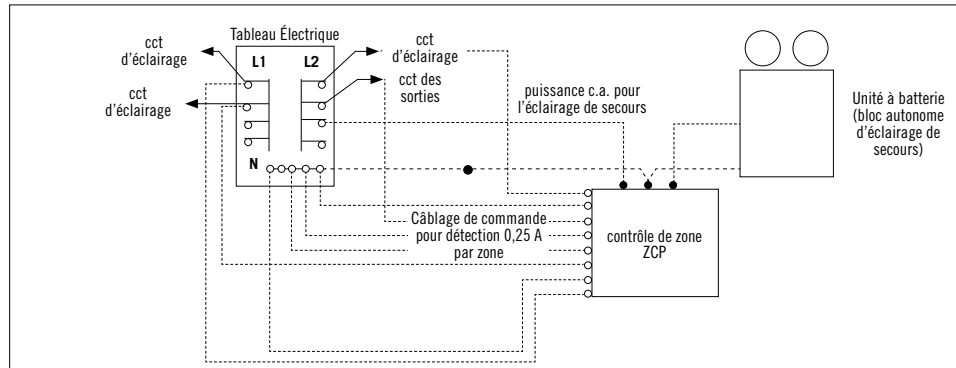 Tableau Électrique
cct
d'éclairage
L1
L2
cct
d'éclairage
cct des
sorties
cct
d'éclairage
puissance c.a. pour
l'éclairage de secours
Unité à batterie
(bloc autonome
d'éclairage de
secours)
N
Câblage de commande
pour détection 0,25 A
par zone
contrôle de zone
ZCP